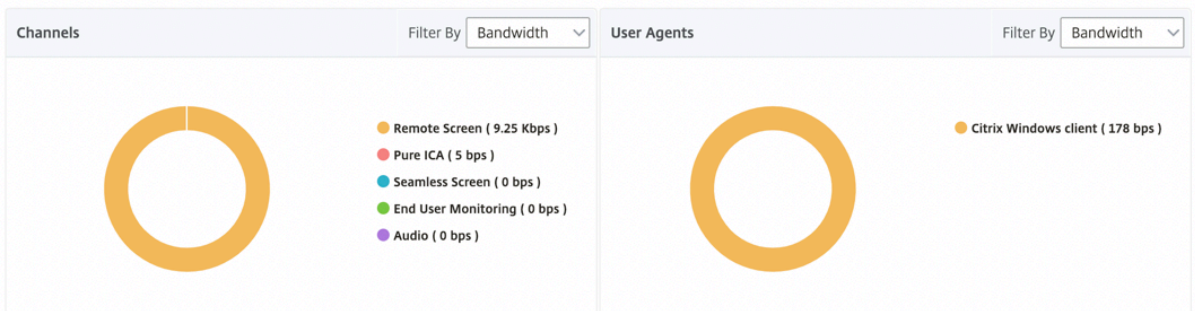 Channels
Filter By Bandwidth
Remote Screen ( 9.25 Kbps )
Pure ICA ( 5 bps )
Seamless Screen ( 0 bps )
End User Monitoring ( 0 bps )
Audio ( 0 bps )
User Agents
Filter By Bandwidth
Citrix Windows client ( 178 bps )